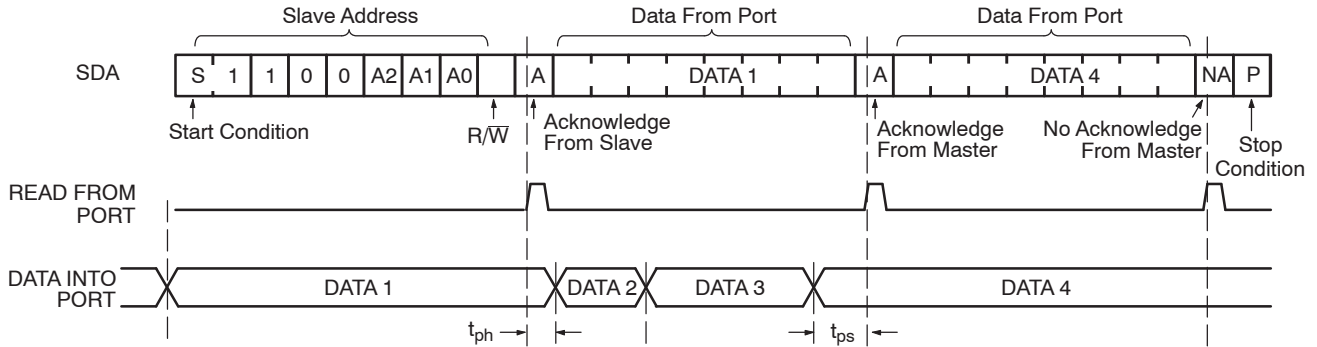 Slave Address
Data From Port
Data From Port
SDA
S 1 1 0 0 A2 A1 A0 A DATA 1 A DATA 4 NA P
Start Condition
R/W̅
Acknowledge
From Slave
Acknowledge
From Master
No Acknowledge
From Master
Stop
Condition
READ FROM
PORT
DATA INTO
PORT
DATA 1
DATA 2
DATA 3
DATA 4
tph
tps